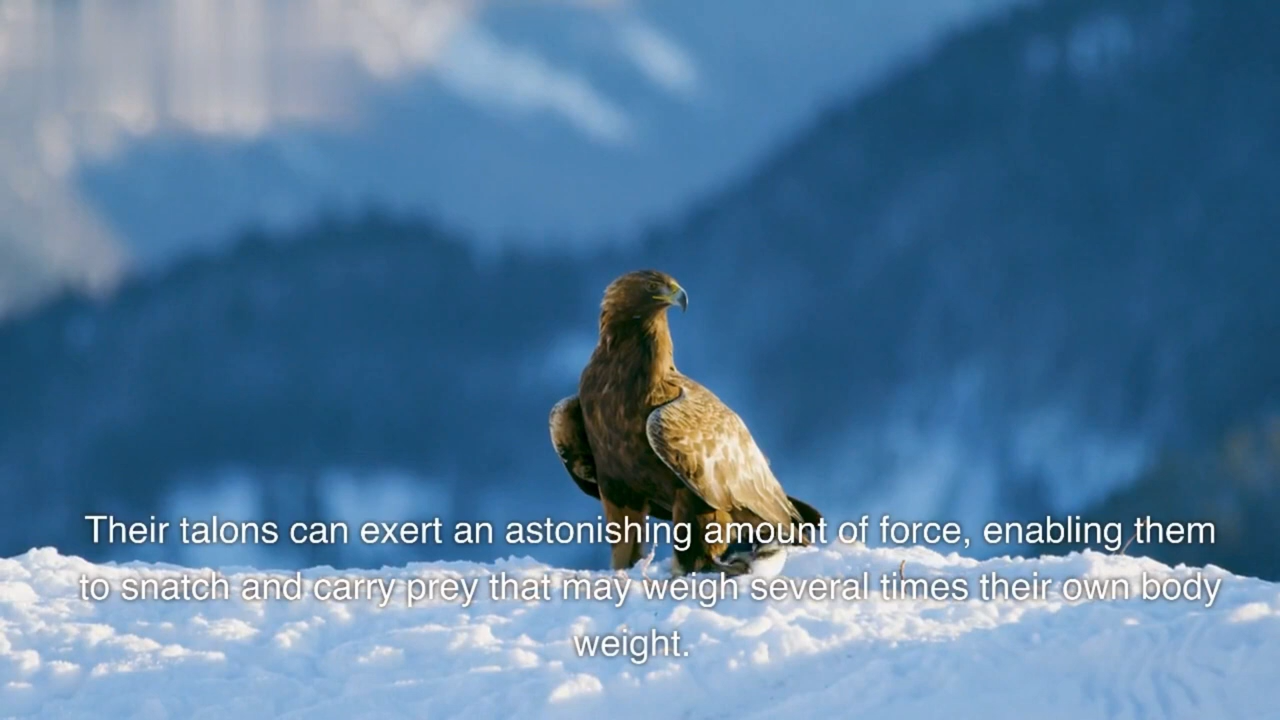 Their talons can exert an astonishing amount of force, enabling them
to snatch and carry prey that may weigh several times their own body
weight.